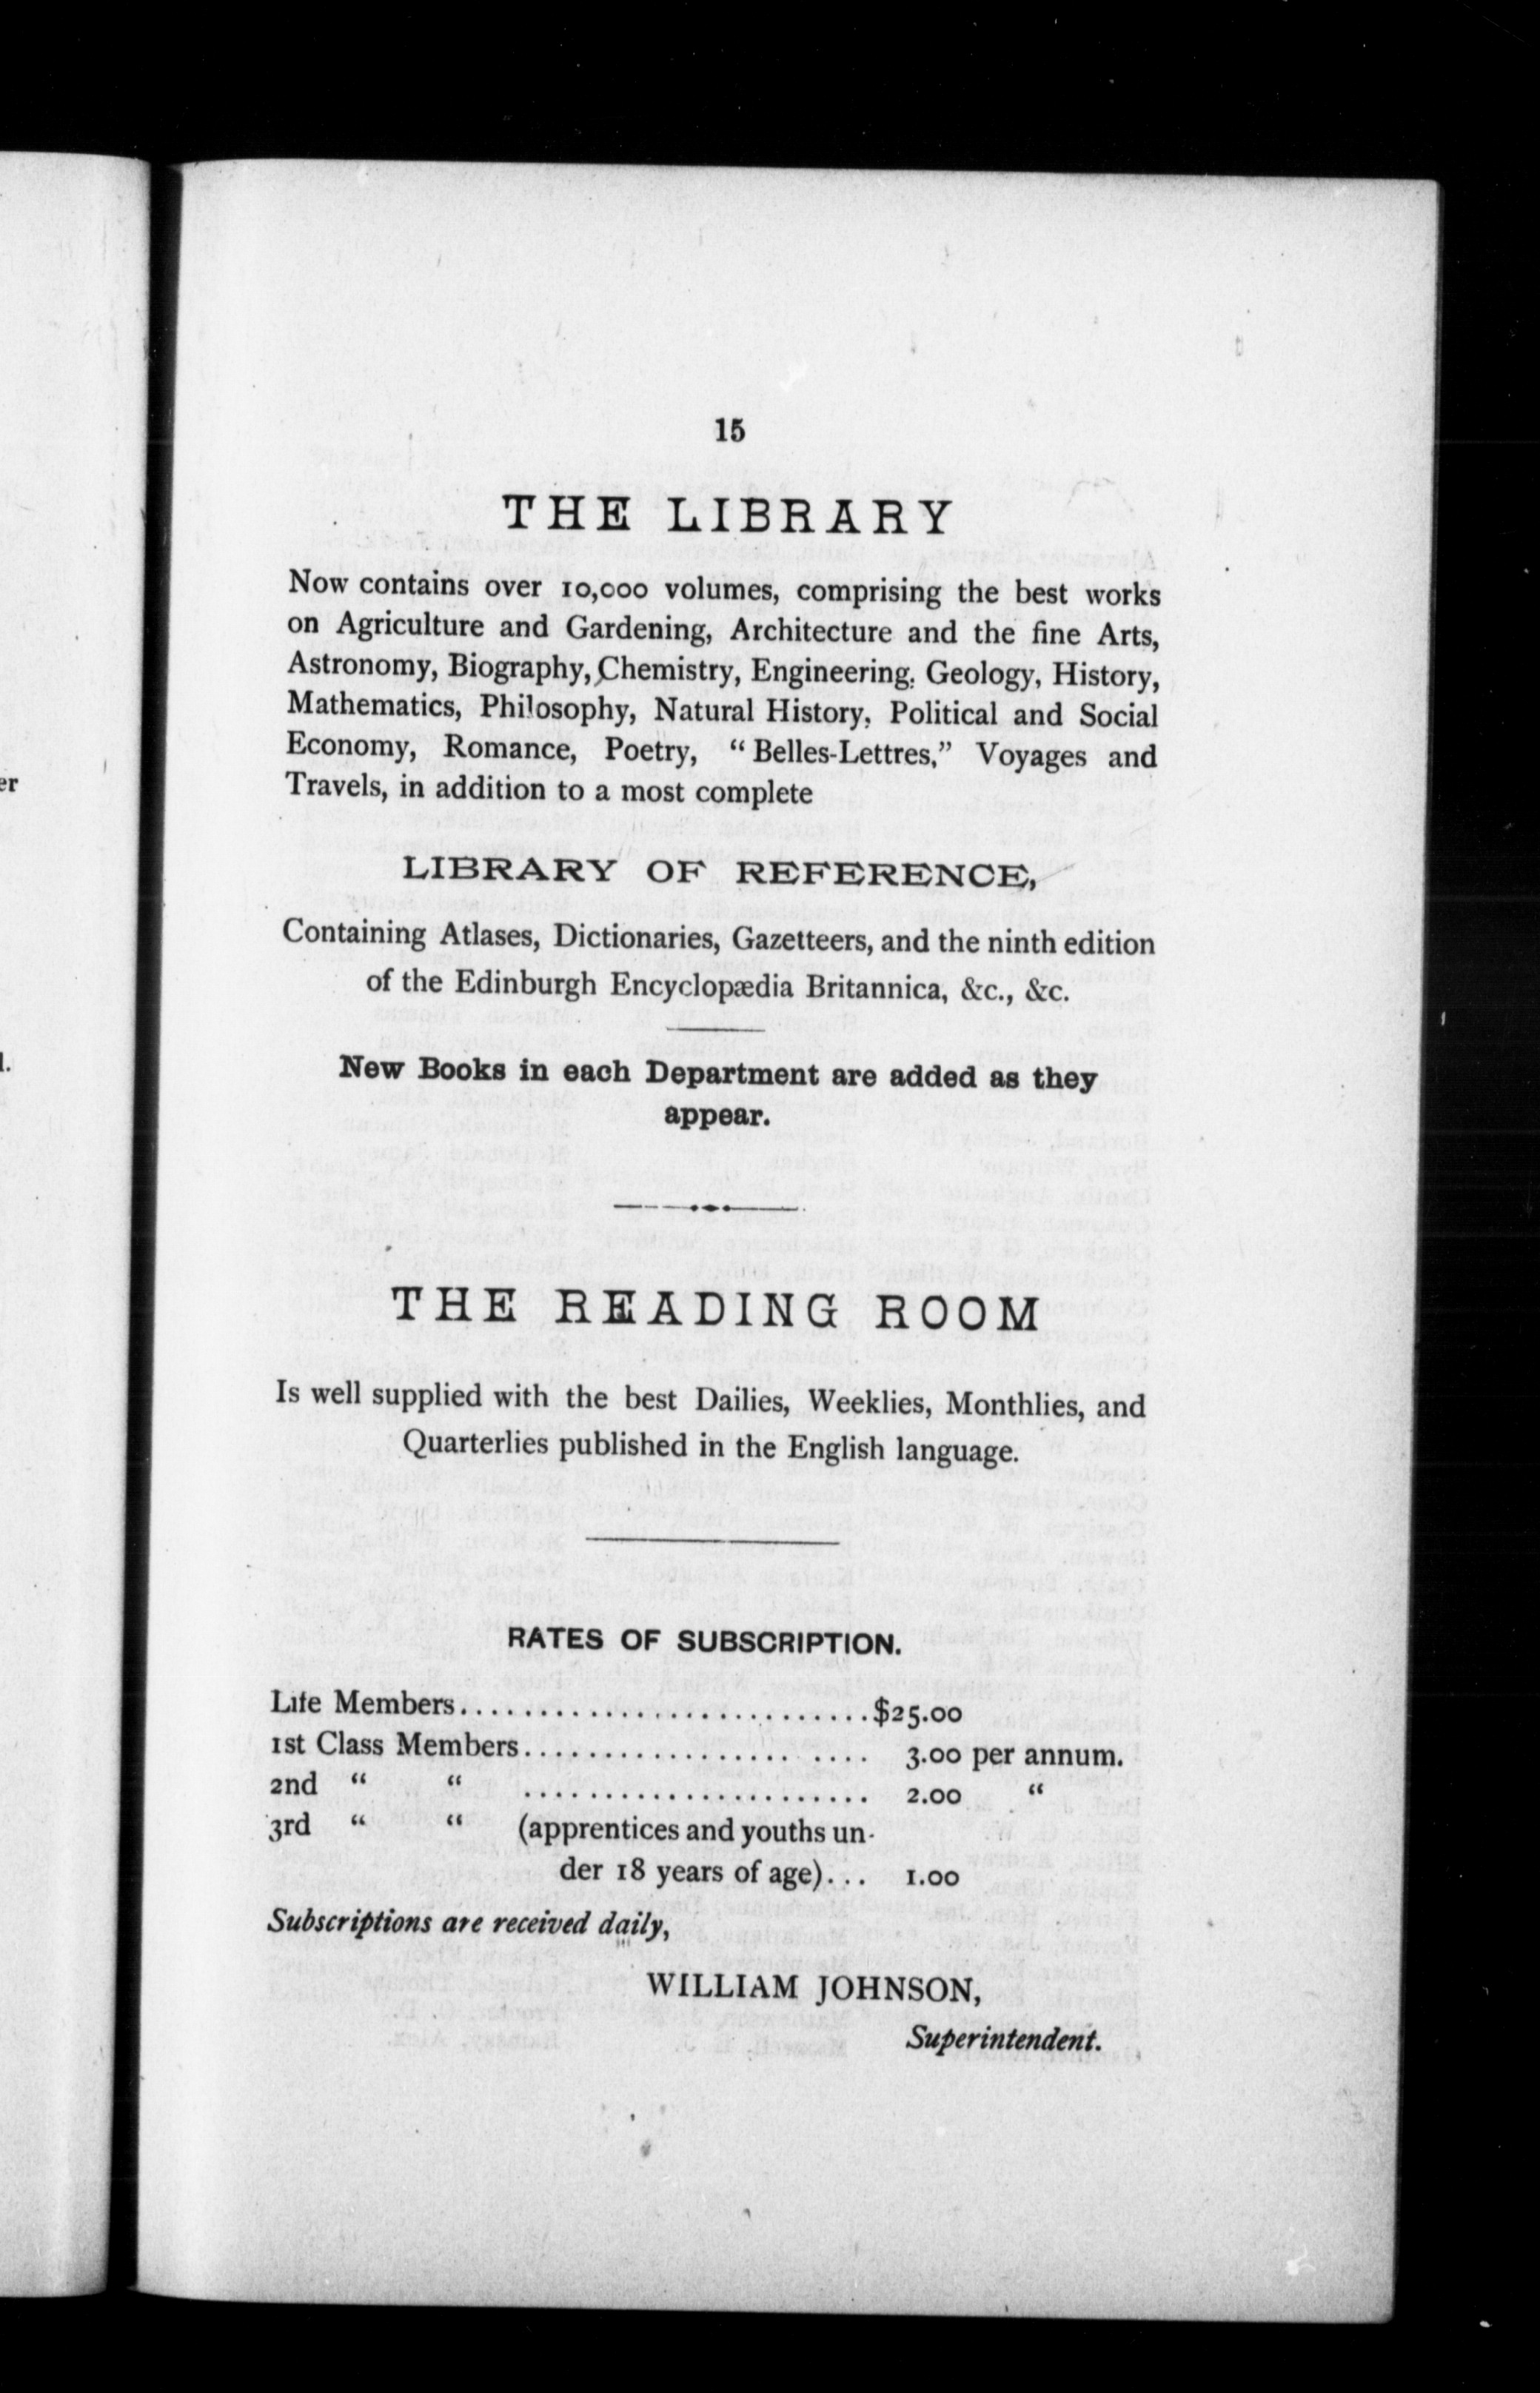 15
THE LIBRARY
Now contains over 10,000 volumes, comprising the best works
on Agriculture and Gardening, Architecture and the fine Arts,
Astronomy, Biography, Chemistry, Engineering. Geology, History,
Mathematics, Philosophy, Natural History, Political and Social
Economy, Romance, Poetry, “Belles-Lettres,” Voyages and
Travels, in addition to a most complete
LIBRARY OF REFERENCE,
Containing Atlases, Dictionaries, Gazetteers, and the ninth edition
of the Edinburgh Encyclopædia Britannica, &c., &c.
New Books in each Department are added as they
appear.
THE READING ROOM
Is well supplied with the best Dailies, Weeklies, Monthlies, and
Quarterlies published in the English language.
RATES OF SUBSCRIPTION.
Life Members............................$25.00
1st Class Members...................... 3.00 per annum.
2nd “ “ ...................... 2.00 “
3rd “ “ (apprentices and youths un-
der 18 years of age)... 1.00
Subscriptions are received daily,
WILLIAM JOHNSON,
Superintendent.